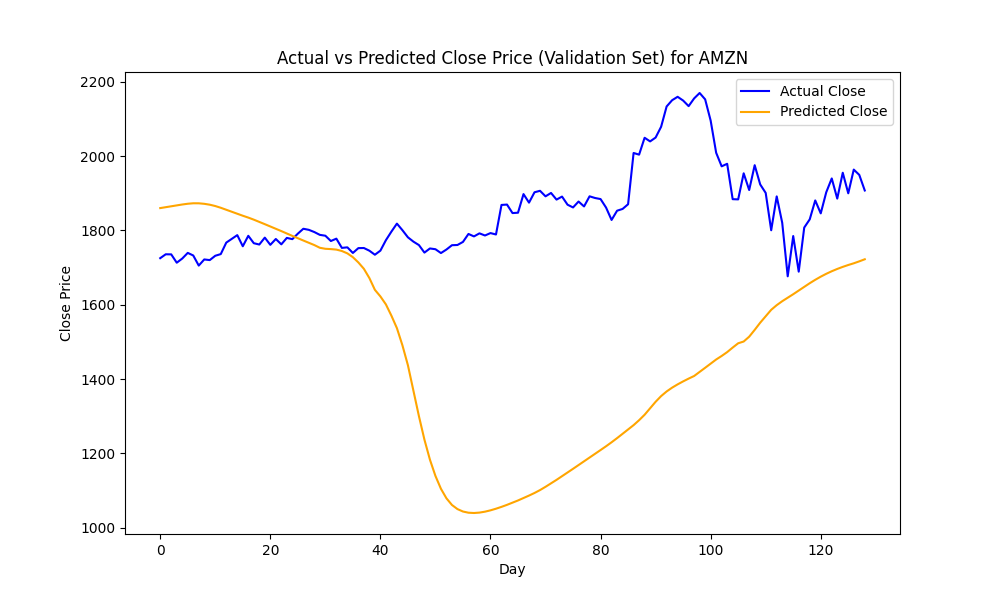 Actual vs Predicted Close Price (Validation Set) for AMZN
Actual Close
Predicted Close
2200
2000
1800
1600
1400
1200
1000
Close Price
0 20 40 60 80 100 120
Day